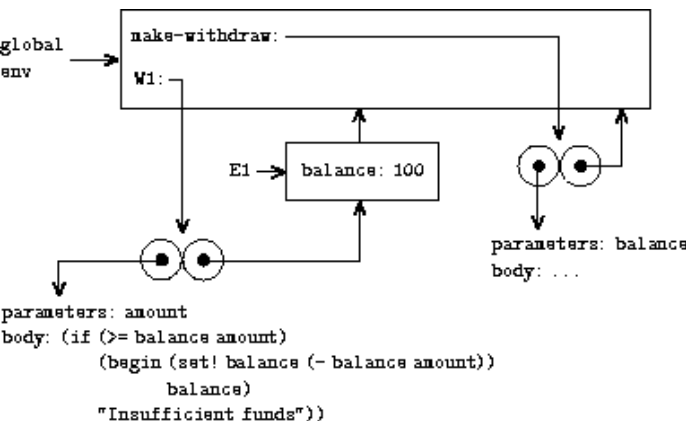 global
env
make-withdraw:
W1:
E1
balance: 100
parameters: balance
body: ...
parameters: amount
body: (if (>= balance amount)
(begin (set! balance (- balance amount))
balance)
"Insufficient funds"))